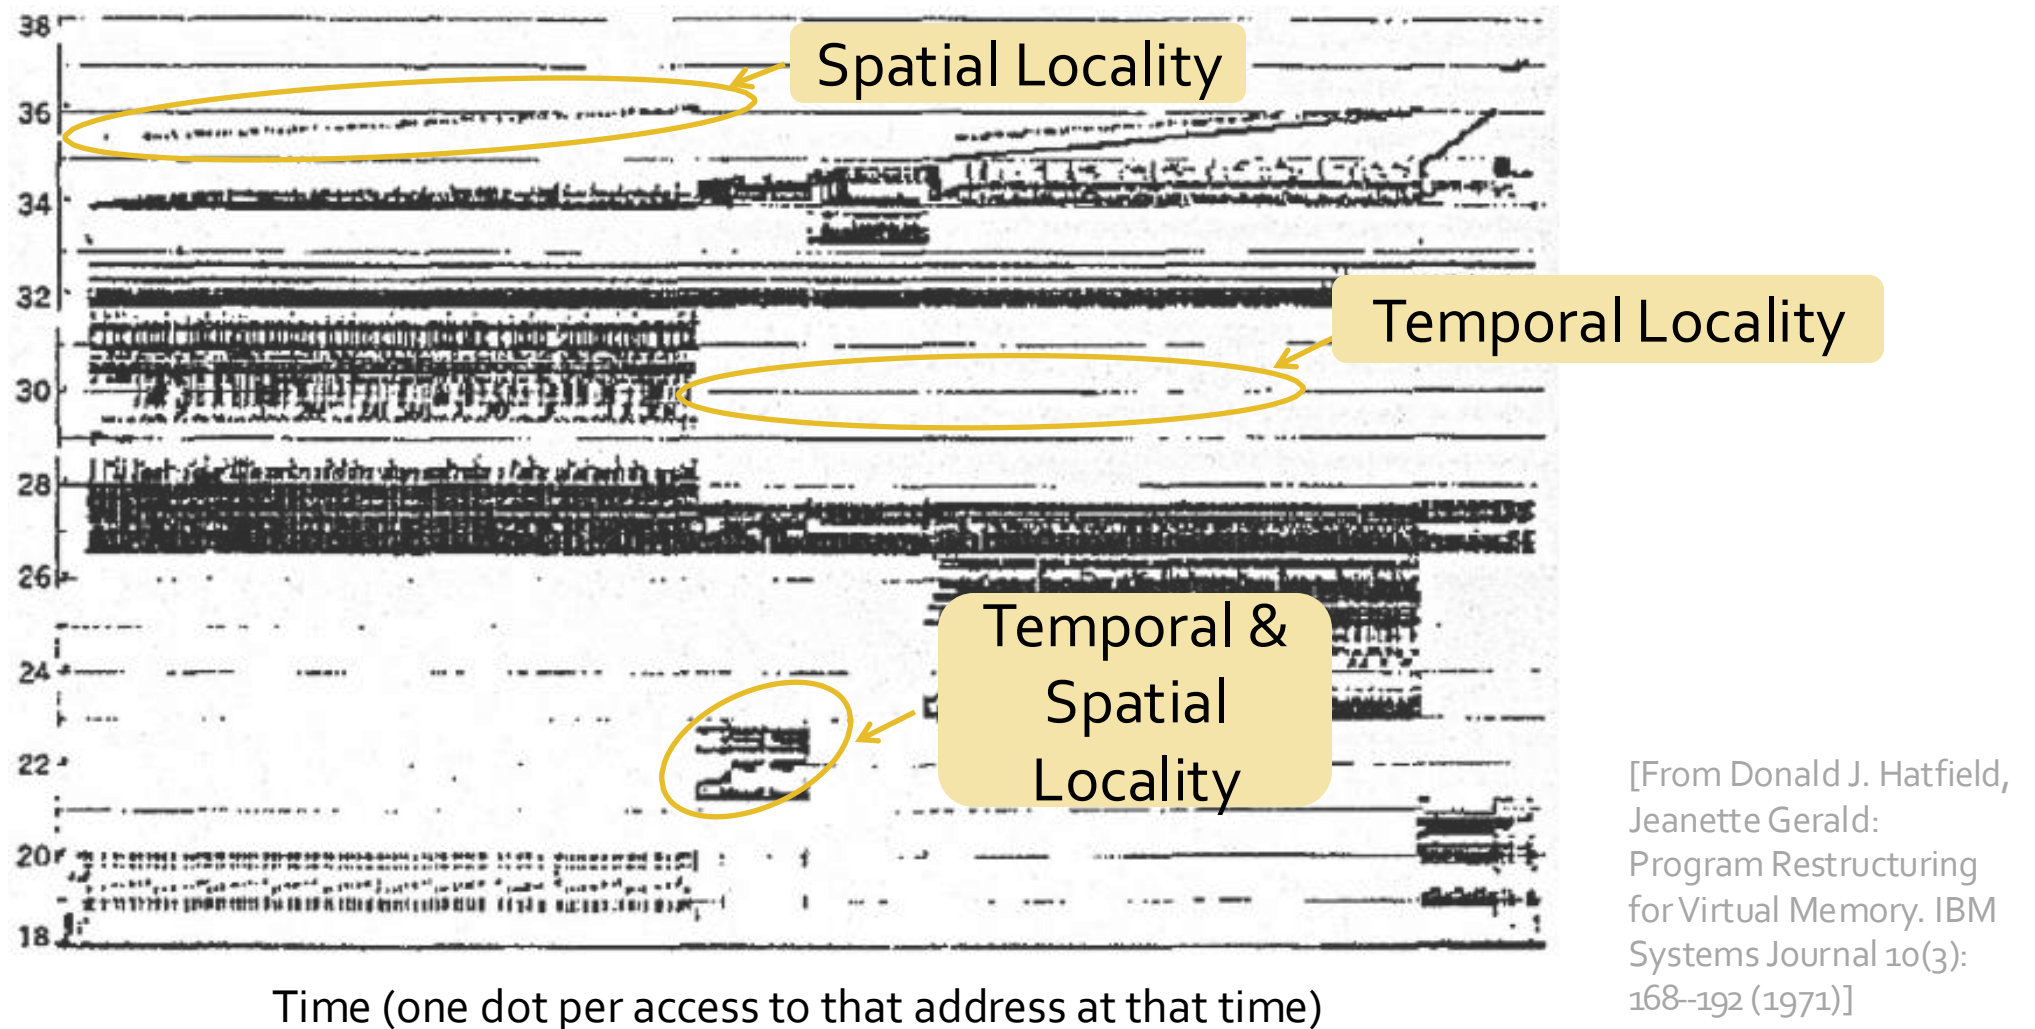 38
36
34
32
30
28
26
24
22
20
18
Spatial Locality
Temporal Locality
Temporal &
Spatial
Locality
Time (one dot per access to that address at that time)
[From Donald J. Hatfield,
Jeanette Gerald:
Program Restructuring
for Virtual Memory. IBM
Systems Journal 10(3):
168--192 (1971)]